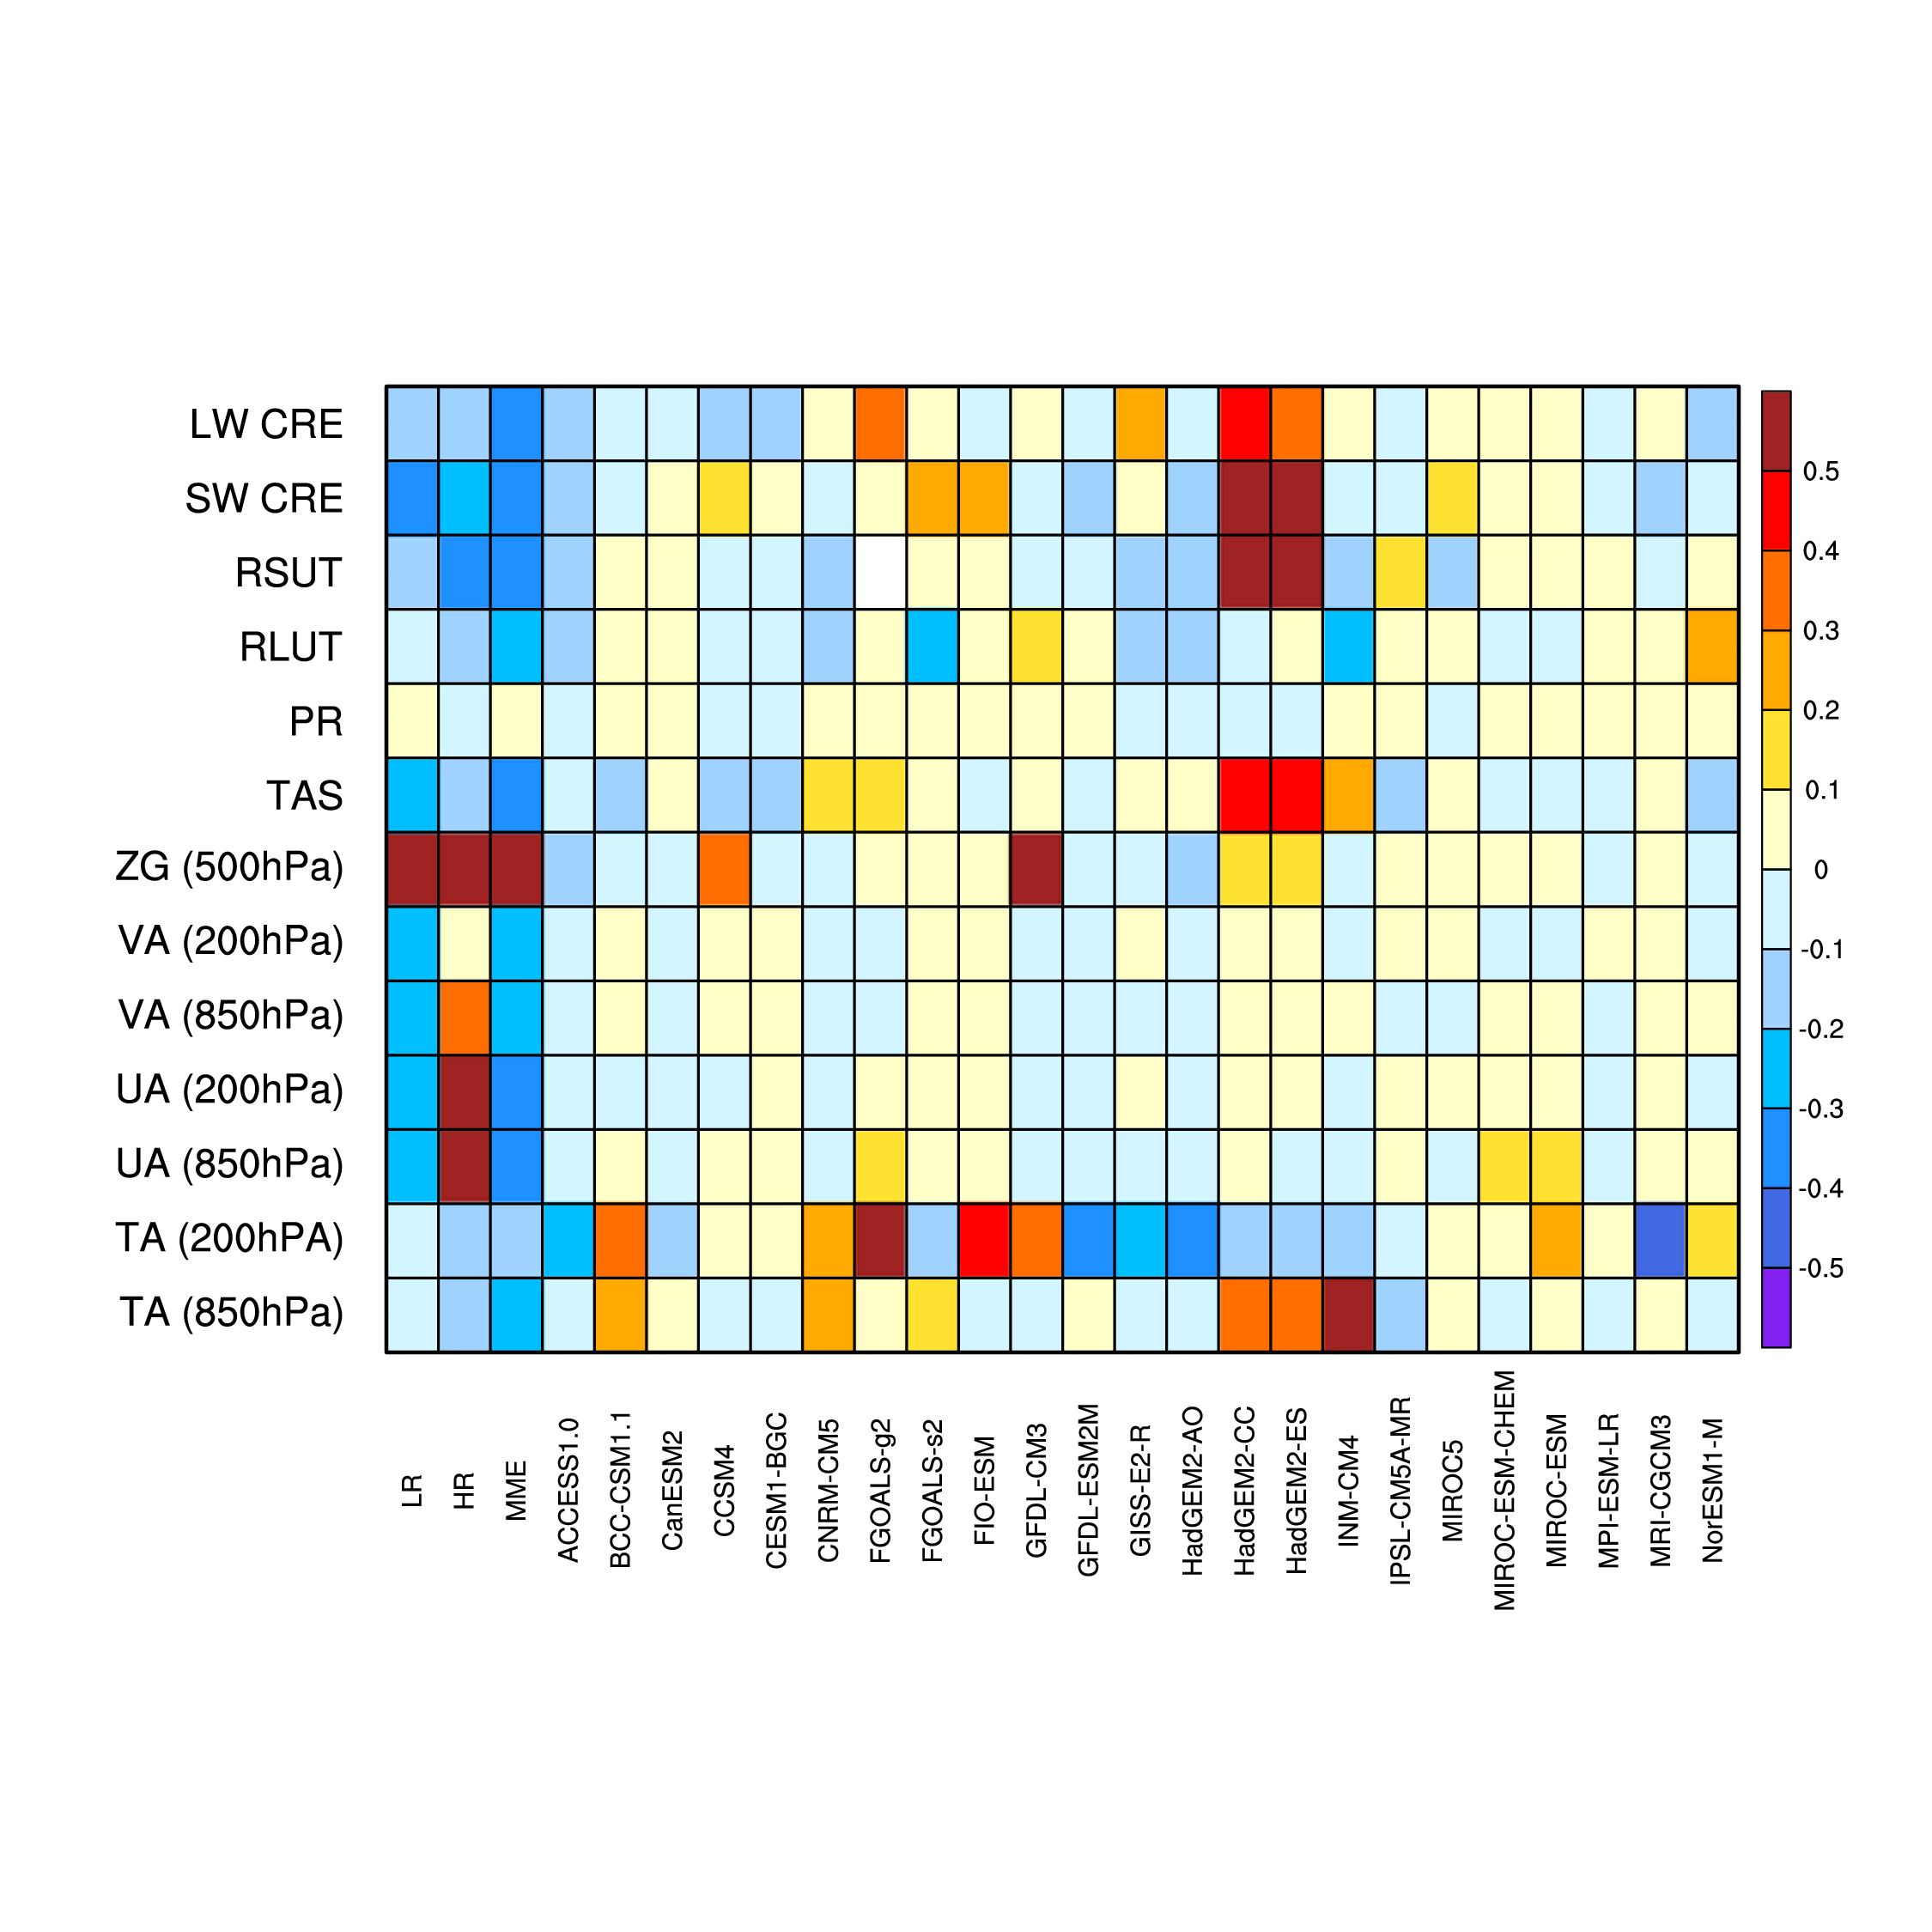 LW CRE
SW CRE
RSUT
RLUT
PR
TAS
ZG (500hPa)
VA (200hPa)
VA (850hPa)
UA (200hPa)
UA (850hPa)
TA (200hPA)
TA (850hPa)
0.5
0.4
0.3
0.2
0.1
0
-0.1
-0.2
-0.3
-0.4
-0.5
LR
HR
MME
ACCESS1.0
BCC-CSM1.1
CanESM2
CCSM4
CESM1-BGC
CNRM-CM5
FGOALS-g2
FGOALS-s2
FIO-ESM
GFDL-CM3
GFDL-ESM2M
GISS-E2-R
HadGEM2-AO
HadGEM2-CC
HadGEM2-ES
INM-CM4
IPSL-CM5A-MR
MIROC5
MIROC-ESM-CHEM
MIROC-ESM
MPI-ESM-LR
MRI-CGCM3
NorESM1-M